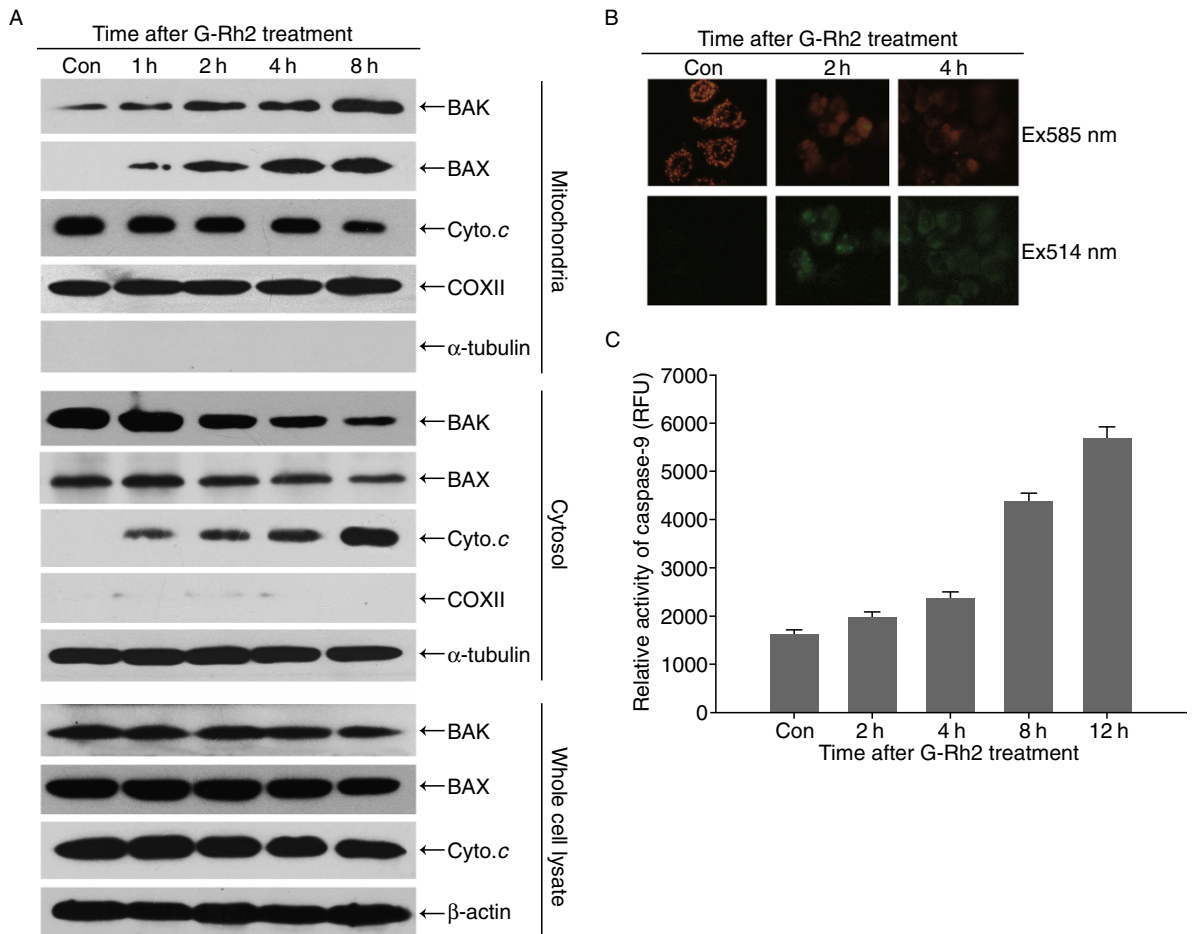 A
Time after G-Rh2 treatment
Con 1 h 2 h 4 h 8 h
←BAK
←BAX
←Cyto.c
←COXII
←α-tubulin
Mitochondria
←BAK
←BAX
←Cyto.c
←COXII
←α-tubulin
Cytosol
←BAK
←BAX
←Cyto.c
←β-actin
Whole cell lysate
B
Time after G-Rh2 treatment
Con 2 h 4 h
Ex585 nm
Ex514 nm
C
Relative activity of caspase-9 (RFU)
7000
6000
5000
4000
3000
2000
1000
0
Con 2 h 4 h 8 h 12 h
Time after G-Rh2 treatment